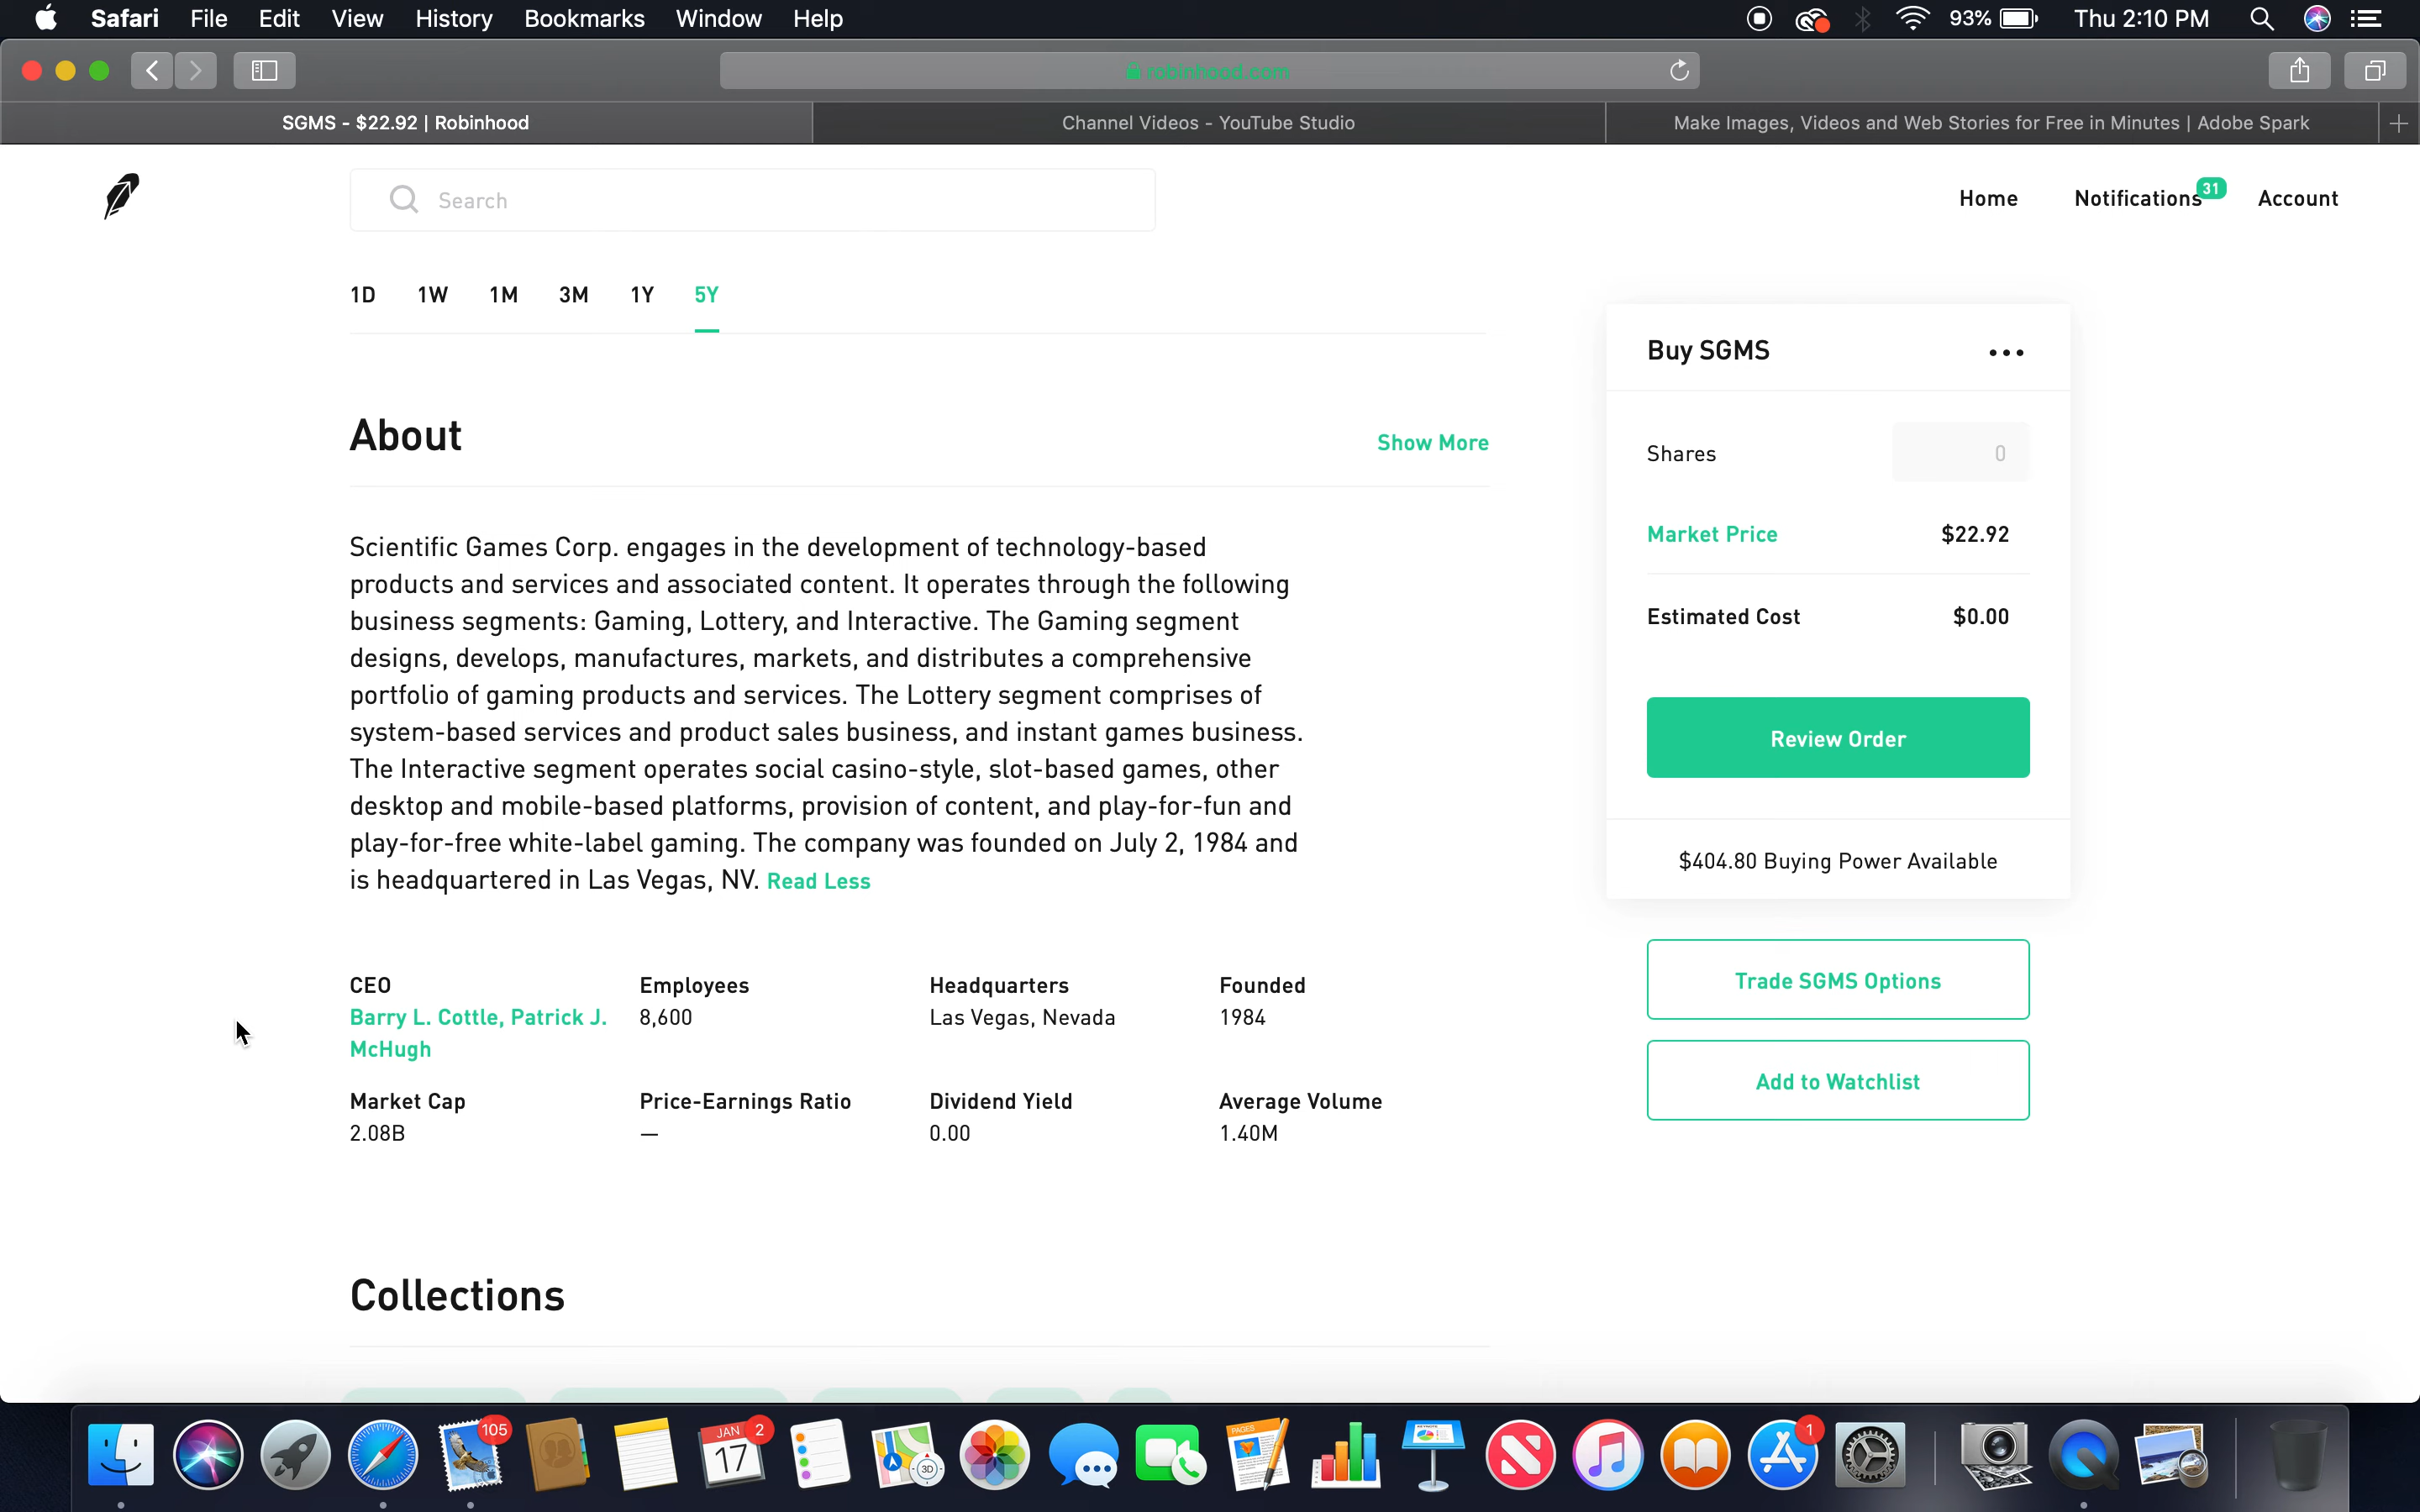 Safari File Edit View History Bookmarks Window Help 93% Thu 2:10 PM
robinhood.com
SGMS - $22.92 | Robinhood Channel Videos - YouTube Studio Make Images, Videos and Web Stories for Free in Minutes | Adobe Spark
Search Home Notifications 31 Account
1D 1W 1M 3M 1Y 5Y
About Show More
Scientific Games Corp. engages in the development of technology-based
products and services and associated content. It operates through the following
business segments: Gaming, Lottery, and Interactive. The Gaming segment
designs, develops, manufactures, markets, and distributes a comprehensive
portfolio of gaming products and services. The Lottery segment comprises of
system-based services and product sales business, and instant games business.
The Interactive segment operates social casino-style, slot-based games, other
desktop and mobile-based platforms, provision of content, and play-for-fun and
play-for-free white-label gaming. The company was founded on July 2, 1984 and
is headquartered in Las Vegas, NV. Read Less
CEO
Barry L. Cottle, Patrick J.
McHugh
Employees
8,600
Headquarters
Las Vegas, Nevada
Founded
1984
Market Cap
2.08B
Price-Earnings Ratio
—
Dividend Yield
0.00
Average Volume
1.40M
Collections
Buy SGMS
Shares 0
Market Price $22.92
Estimated Cost $0.00
Review Order
$404.80 Buying Power Available
Trade SGMS Options
Add to Watchlist
105
JAN 2
17
3D
PAGES
1